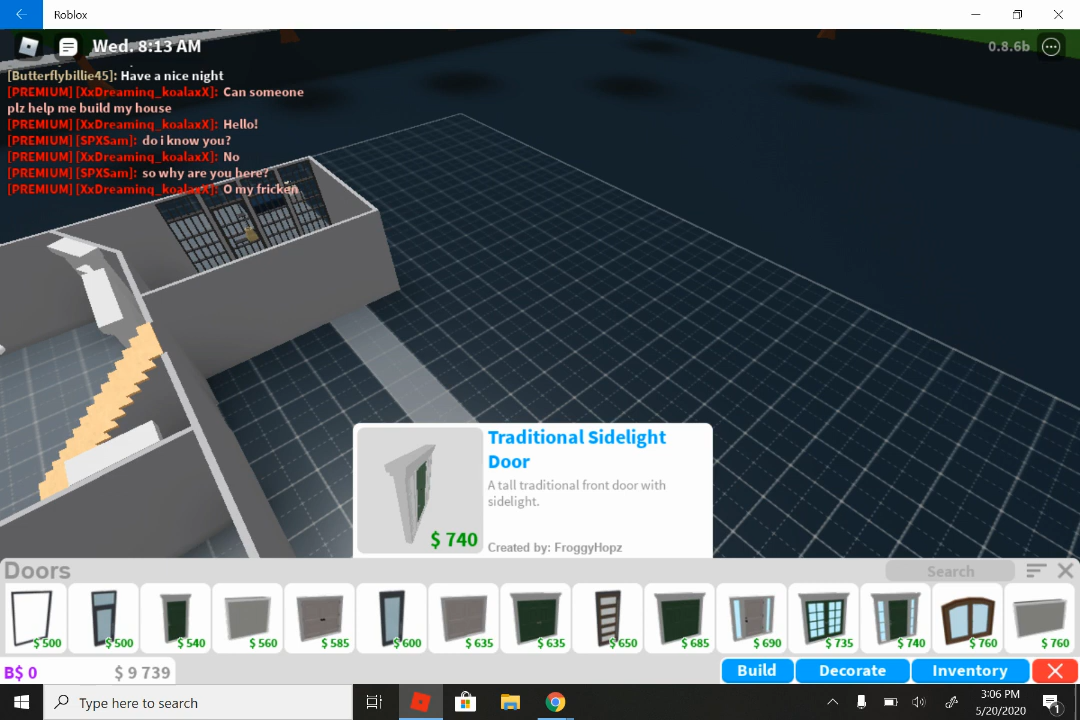 Roblox
Wed. 8:13 AM
0.8.6b
[Butterflybillie45]: Have a nice night
[PREMIUM] [XxDreaminq_koalaxX]: Can someone
plz help me build my house
[PREMIUM] [XxDreaminq_koalaxX]: Hello!
[PREMIUM] [SPXSam]: do i know you?
[PREMIUM] [XxDreaminq_koalaxX]: No
[PREMIUM] [SPXSam]: so why are you here?
[PREMIUM] [XxDreaminq_koalaxX]: O my fricken
Traditional Sidelight
Door
A tall traditional front door with
sidelight.
$ 740
Created by: FroggyHopz
Doors
Search
$ 500
$ 500
$ 540
$ 560
$ 585
$ 600
$ 635
$ 635
$ 650
$ 685
$ 690
$ 735
$ 740
$ 760
$ 760
B$ 0
$ 9 739
Build
Decorate
Inventory
Type here to search
3:06 PM
5/20/2020
1